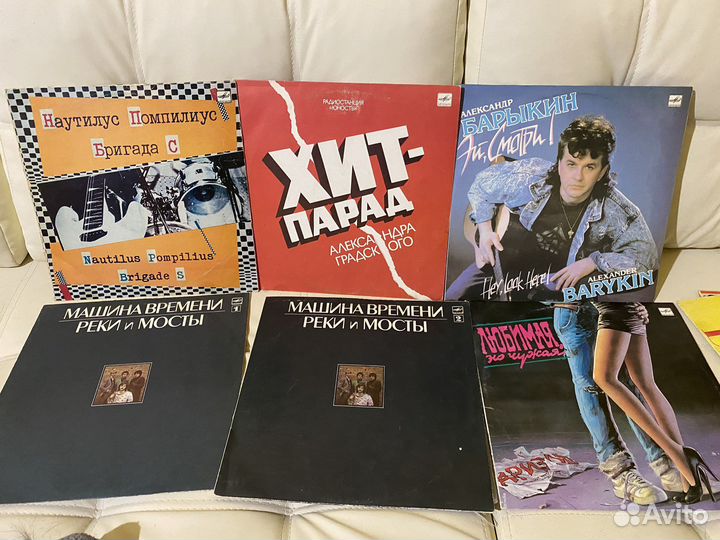 Наутилус Помпилиус
Бригада С
Nautilus Pompilius
Brigade S
РАДИОСТАНЦИЯ
«ЮНОСТЬ»
ХИТ-
ПАРАД
АЛЕКСАНДРА
ГРАДСКОГО
АЛЕКСАНДР
БАРЫКИН
Эй, Смотри!
Hey, Look Here!
ALEXANDER
BARYKIN
МАШИНА ВРЕМЕНИ
РЕКИ и МОСТЫ
1
МАШИНА ВРЕМЕНИ
РЕКИ и МОСТЫ
2
ЛЮБИМАЯ,
но чужая
АРИЭЛЬ
Avito